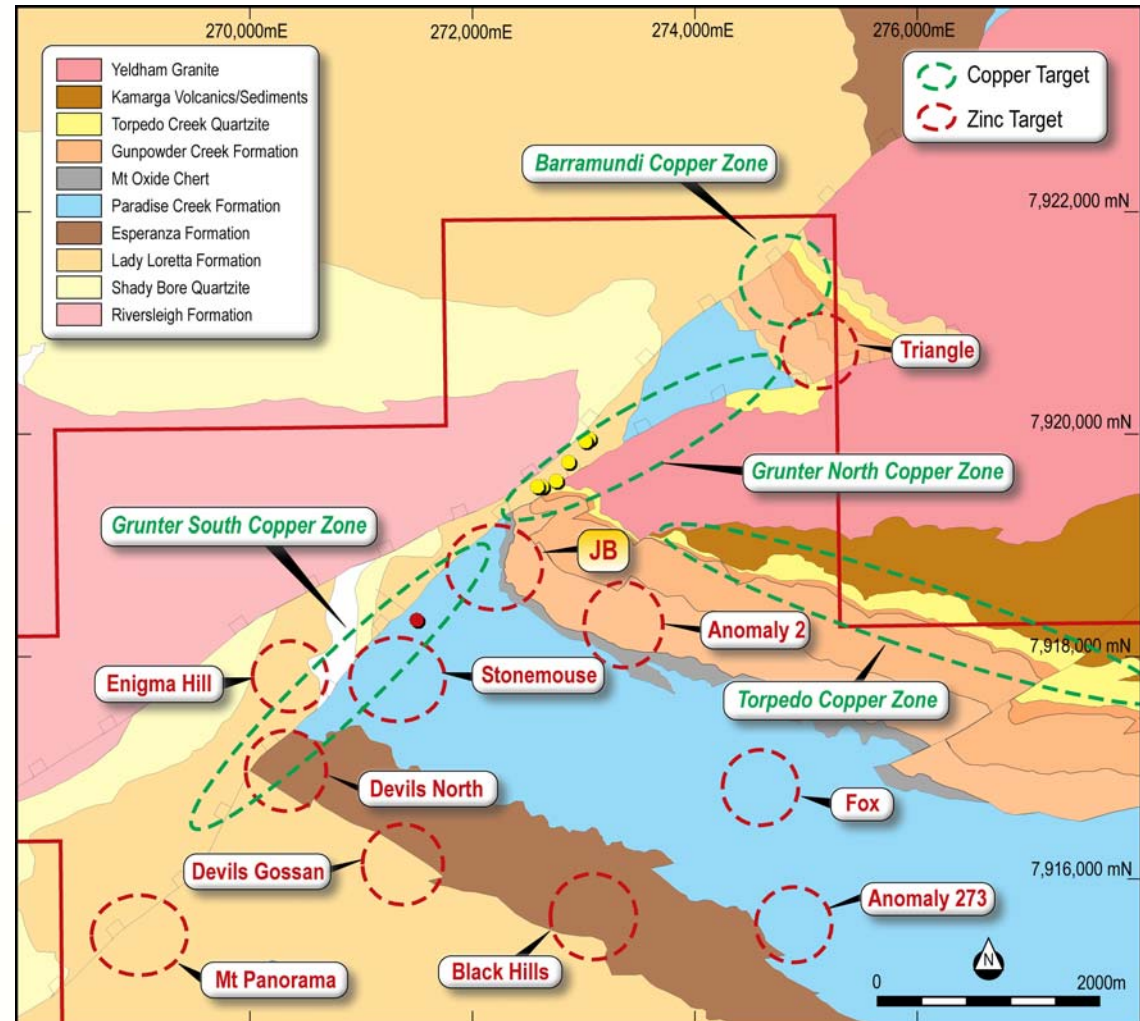 270,000mE
272,000mE
274,000mE
276,000mE
Yeldham Granite
Kamarga Volcanics/Sediments
Torpedo Creek Quartzite
Gunpowder Creek Formation
Mt Oxide Chert
Paradise Creek Formation
Esperanza Formation
Lady Loretta Formation
Shady Bore Quartzite
Riversleigh Formation
Copper Target
Zinc Target
Barramundi Copper Zone
7,922,000 mN
Triangle
7,920,000 mN
Grunter North Copper Zone
Grunter South Copper Zone
JB
Anomaly 2
7,918,000 mN
Enigma Hill
Stonemouse
Torpedo Copper Zone
Devils North
Fox
Devils Gossan
7,916,000 mN
Anomaly 273
Black Hills
Mt Panorama
N
0
2000m